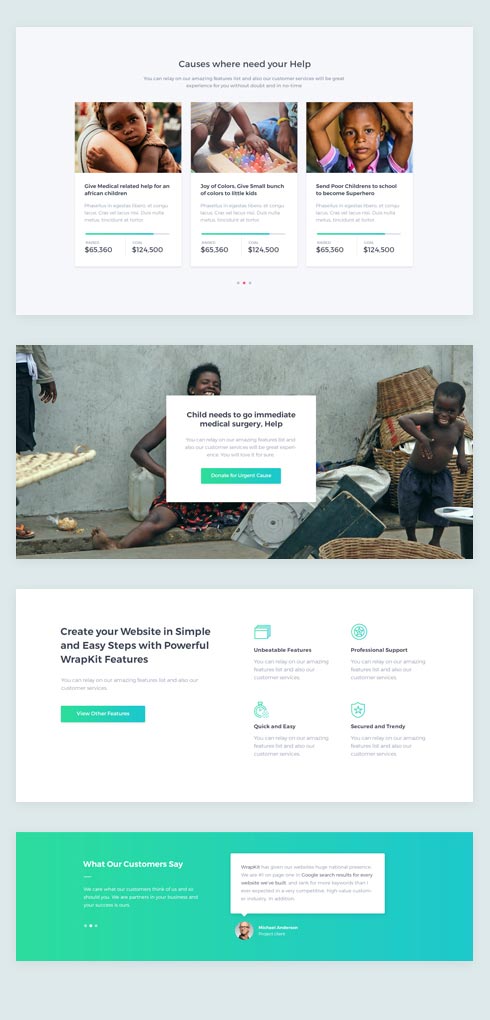 Causes where need your Help
You can relay on our amazing features list and also our customer services will be great
experience for you without doubt and in no-time
Give Medical related help for an
african children
Phasellus in egestas libero, et congu
lacus. Cras set lacus nisl. Duis nulla
metus, tincidunt at tortor.
RAISED
$65,360
GOAL
$124,500
Joy of Colors. Give Small bunch
of colors to little kids
Phasellus in egestas libero, et congu
lacus. Cras set lacus nisl. Duis nulla
metus, tincidunt at tortor.
RAISED
$65,360
GOAL
$124,500
Send Poor Childrens to school
to become Superhero
Phasellus in egestas libero, et congu
lacus. Cras set lacus nisl. Duis nulla
metus, tincidunt at tortor.
RAISED
$65,360
GOAL
$124,500
Child needs to go immediate
medical surgery, Help
You can relay on our amazing features list and
also our customer services will be great experi-
ence. You will love it for sure.
Donate for Urgent Cause
Create your Website in Simple
and Easy Steps with Powerful
WrapKit Features
You can relay on our amazing features list and also our
customer services.
View Other Features
Unbeatable Features
You can relay on our amazing
features list and also our
customer services.
Professional Support
You can relay on our amazing
features list and also our
customer services.
Quick and Easy
You can relay on our amazing
features list and also our
customer services.
Secured and Trendy
You can relay on our amazing
features list and also our
customer services.
What Our Customers Say
We care what our customers think of us and so
should you. We are partners in your business and
your success is ours.
WrapKit has given our websites huge national presence.
We are #1 on page one in Google search results for every
website we've built, and rank for more keywords than I
ever expected in a very competitive, high value custom-
er industry. In addition.
Michael Anderson
Project client